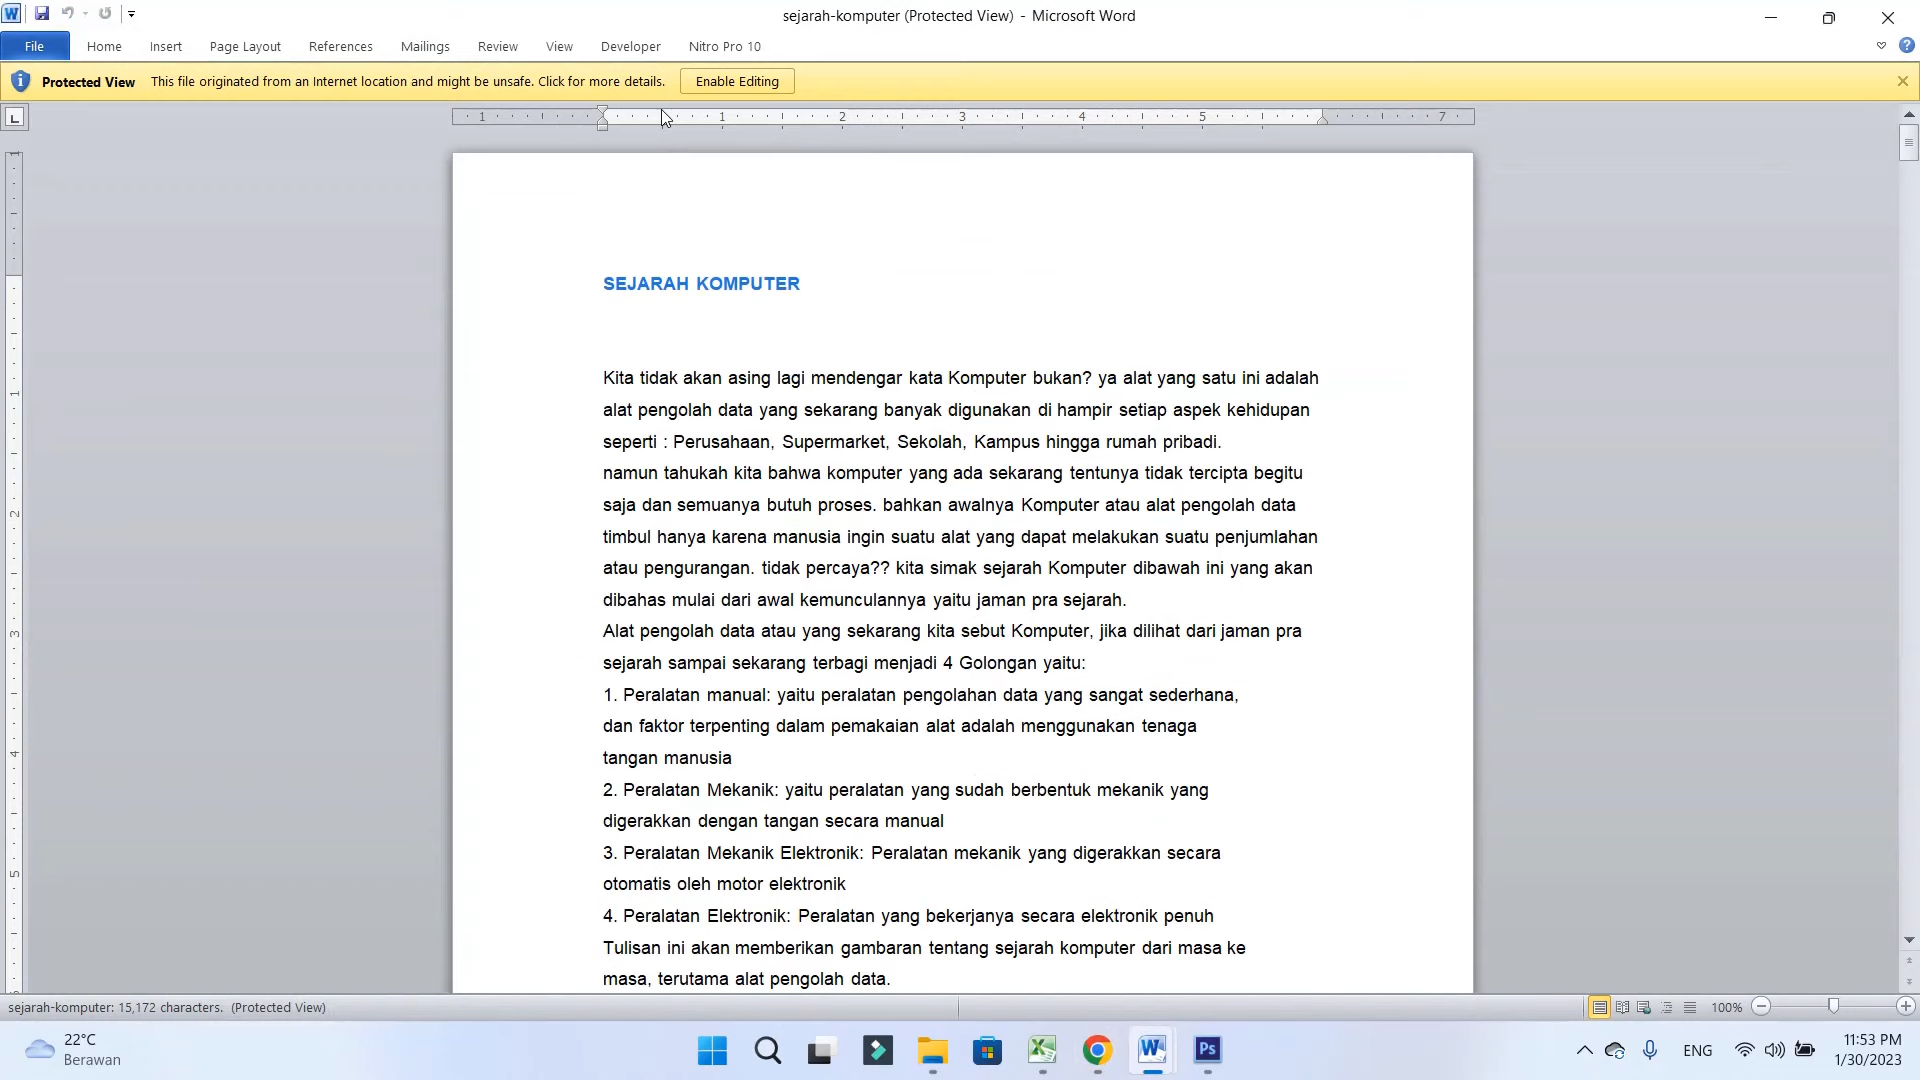 sejarah-komputer (Protected View) - Microsoft Word
File Home Insert Page Layout References Mailings Review View Developer Nitro Pro 10
Protected View This file originated from an Internet location and might be unsafe. Click for more details. Enable Editing
1 1 2 3 4 5 7
SEJARAH KOMPUTER
Kita tidak akan asing lagi mendengar kata Komputer bukan? ya alat yang satu ini adalah
alat pengolah data yang sekarang banyak digunakan di hampir setiap aspek kehidupan
seperti : Perusahaan, Supermarket, Sekolah, Kampus hingga rumah pribadi.
namun tahukah kita bahwa komputer yang ada sekarang tentunya tidak tercipta begitu
saja dan semuanya butuh proses. bahkan awalnya Komputer atau alat pengolah data
timbul hanya karena manusia ingin suatu alat yang dapat melakukan suatu penjumlahan
atau pengurangan. tidak percaya?? kita simak sejarah Komputer dibawah ini yang akan
dibahas mulai dari awal kemunculannya yaitu jaman pra sejarah.
Alat pengolah data atau yang sekarang kita sebut Komputer, jika dilihat dari jaman pra
sejarah sampai sekarang terbagi menjadi 4 Golongan yaitu:
1. Peralatan manual: yaitu peralatan pengolahan data yang sangat sederhana,
dan faktor terpenting dalam pemakaian alat adalah menggunakan tenaga
tangan manusia
2. Peralatan Mekanik: yaitu peralatan yang sudah berbentuk mekanik yang
digerakkan dengan tangan secara manual
3. Peralatan Mekanik Elektronik: Peralatan mekanik yang digerakkan secara
otomatis oleh motor elektronik
4. Peralatan Elektronik: Peralatan yang bekerjanya secara elektronik penuh
Tulisan ini akan memberikan gambaran tentang sejarah komputer dari masa ke
masa, terutama alat pengolah data.
sejarah-komputer: 15,172 characters. (Protected View) 100%
22°C
Berawan
Ps
ENG
11:53 PM
1/30/2023